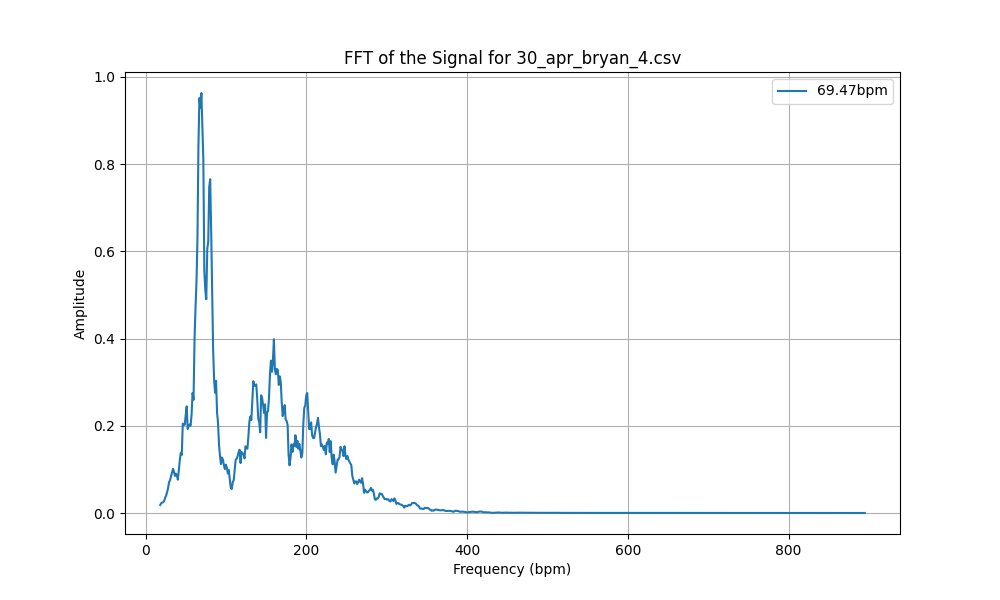 FFT of the Signal for 30_apr_bryan_4.csv
69.47bpm
1.0
0.8
0.6
0.4
0.2
0.0
Amplitude
0 200 400 600 800
Frequency (bpm)